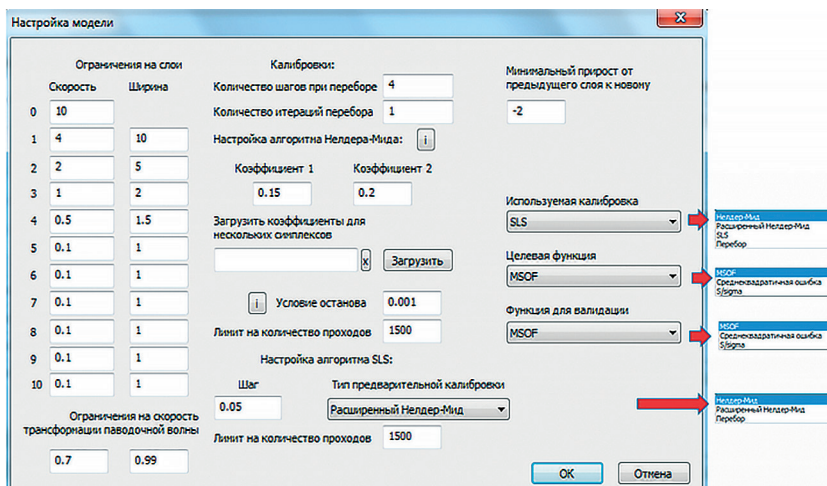 Настройка модели
x
Ограничения на слои
Скорость Ширина
0 10
1 4 10
2 2 5
3 1 2
4 0.5 1.5
5 0.1 1
6 0.1 1
7 0.1 1
8 0.1 1
9 0.1 1
10 0.1 1
Ограничения на скорость
трансформации паводочной волны
0.7 0.99
Калибровки:
Количество шагов при переборе 4
Количество итераций перебора 1
Настройка алгоритма Нелдера-Мида: i
Коэффициент 1 Коэффициент 2
0.15 0.2
Загрузить коэффициенты для
нескольких симплексов
x Загрузить
i Условие останова 0.001
Лимит на количество проходов 1500
Настройка алгоритма SLS:
Шаг Тип предварительной калибровки
0.05 Расширенный Нелдер-Мид
Лимит на количество проходов 1500
Минимальный прирост от
предыдущего слоя к новону
-2
Используемая калибровка
SLS
Целевая функция
MSOF
Функция для валидации
MSOF
OK Отмена
Нелдер-Мид
Расширенный Нелдер-Мид
SLS
Перебор
MSOF
Среднеквадратичная ошибка
S/sigma
MSOF
Среднеквадратичная ошибка
S/sigma
Нелдер-Мид
Расширенный Нелдер-Мид
Перебор